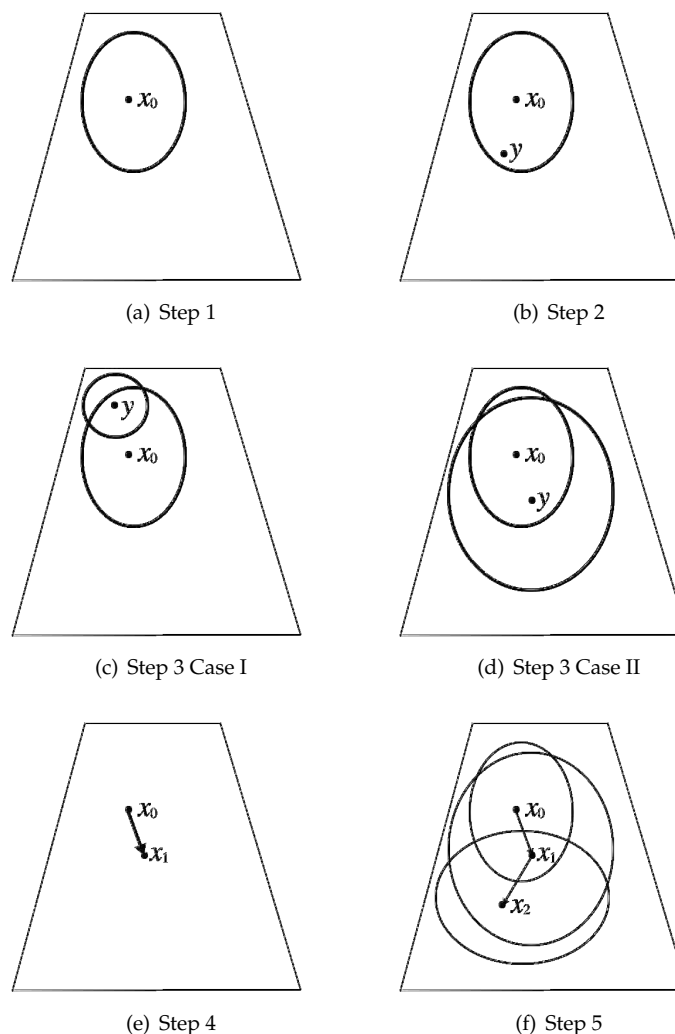 x₀
x₀
y
(a) Step 1
(b) Step 2
y
x₀
x₀
y
(c) Step 3 Case I
(d) Step 3 Case II
x₀
x₁
x₀
x₁
x₂
(e) Step 4
(f) Step 5